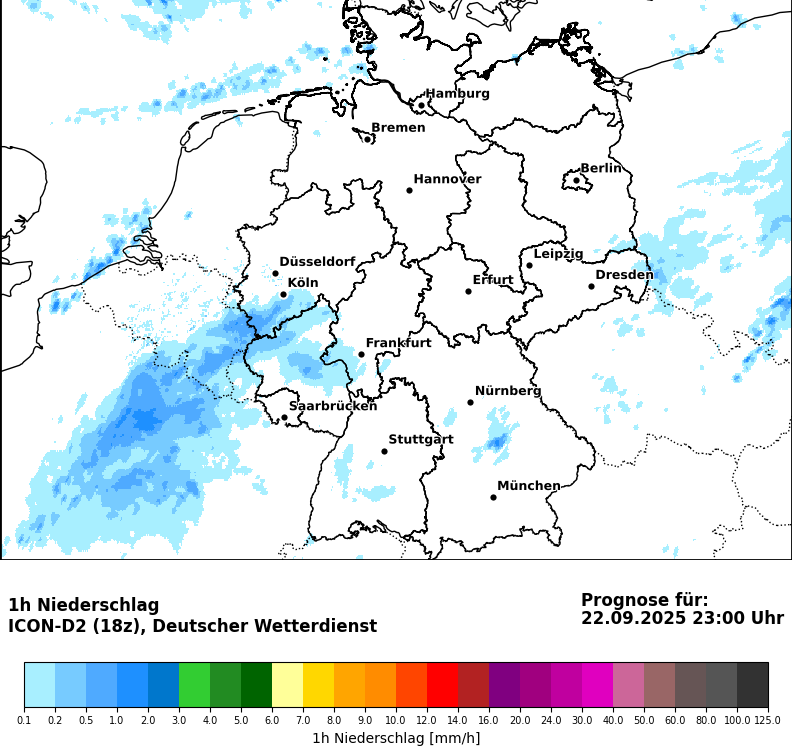 Hamburg
Bremen
Berlin
Hannover
Leipzig
Düsseldorf
Dresden
Köln
Erfurt
Frankfurt
Nürnberg
Saarbrücken
Stuttgart
München
1h Niederschlag
ICON-D2 (18z), Deutscher Wetterdienst
Prognose für:
22.09.2025 23:00 Uhr
0.1 0.2 0.5 1.0 2.0 3.0 4.0 5.0 6.0 7.0 8.0 9.0 10.0 12.0 14.0 16.0 20.0 24.0 30.0 40.0 50.0 60.0 80.0 100.0 125.0
1h Niederschlag [mm/h]